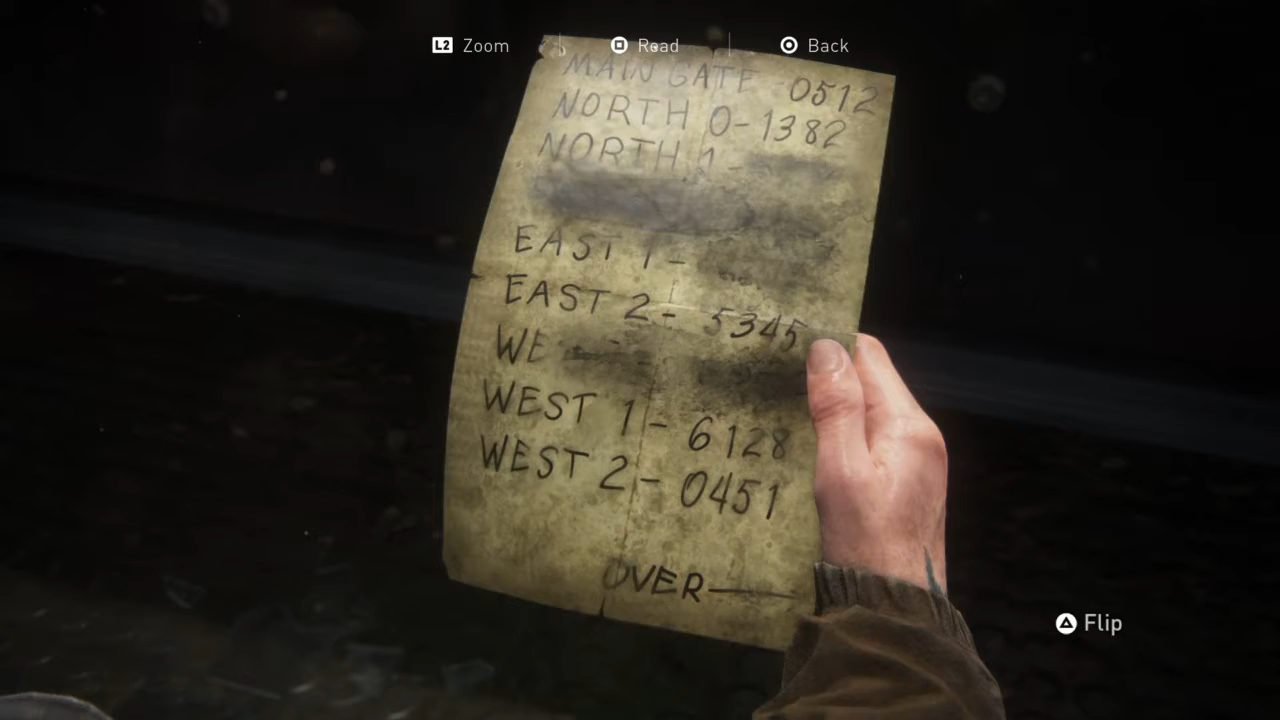 L2 Zoom Read Back
MAIN GATE 0512
NORTH 0-1382
NORTH 1 -
EAST 1 -
EAST 2 - 5345
WE
WEST 1 - 6128
WEST 2 - 0451
OVER
Flip